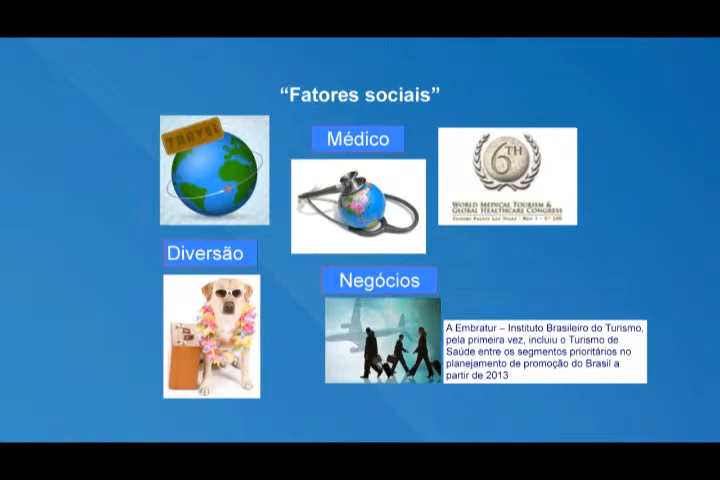 “Fatores sociais”
TRAVEL
Médico
6TH
WORLD MEDICAL TOURISM &
GLOBAL HEALTHCARE CONGRESS
Diversão
Negócios
A Embratur – Instituto Brasileiro do Turismo,
pela primeira vez, incluiu o Turismo de
Saúde entre os segmentos prioritários no
planejamento de promoção do Brasil a
partir de 2013